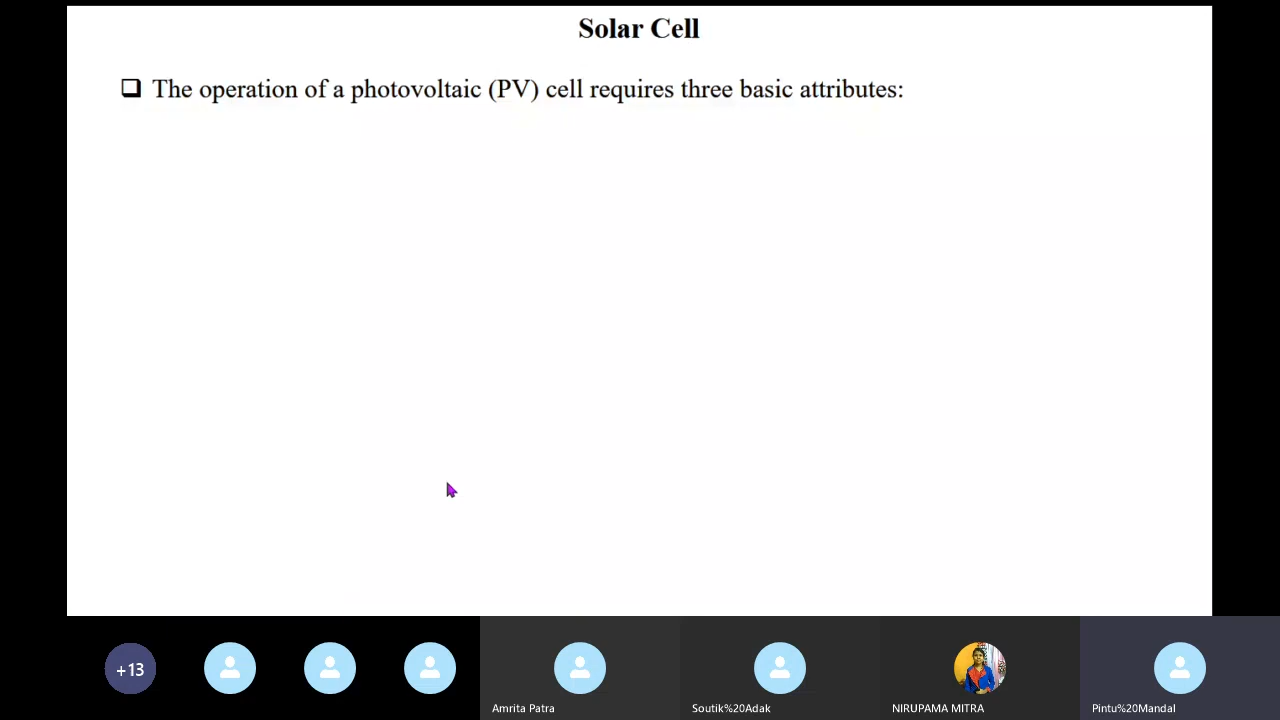 Solar Cell
❑ The operation of a photovoltaic (PV) cell requires three basic attributes:
+13
Amrita Patra
Soutik%20Adak
NIRUPAMA MITRA
Pintu%20Mandal